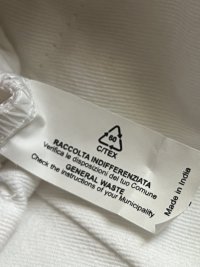 60
C/TEX
RACCOLTA INDIFFERENZIATA
Verifica le disposizioni del tuo Comune
GENERAL WASTE
Check the instructions of your Municipality
Made in India